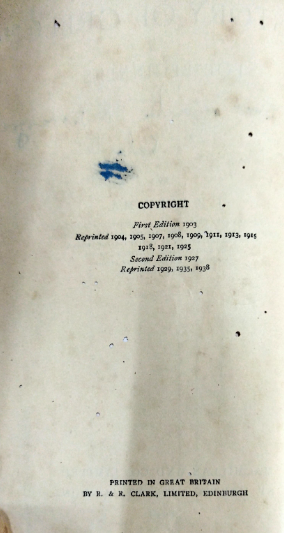 COPYRIGHT
First Edition 1903
Reprinted 1904, 1905, 1907, 1908, 1909, 1911, 1913, 1916
1918, 1921, 1925
Second Edition 1927
Reprinted 1929, 1935, 1938
PRINTED IN GREAT BRITAIN
BY R. & R. CLARK, LIMITED, EDINBURGH